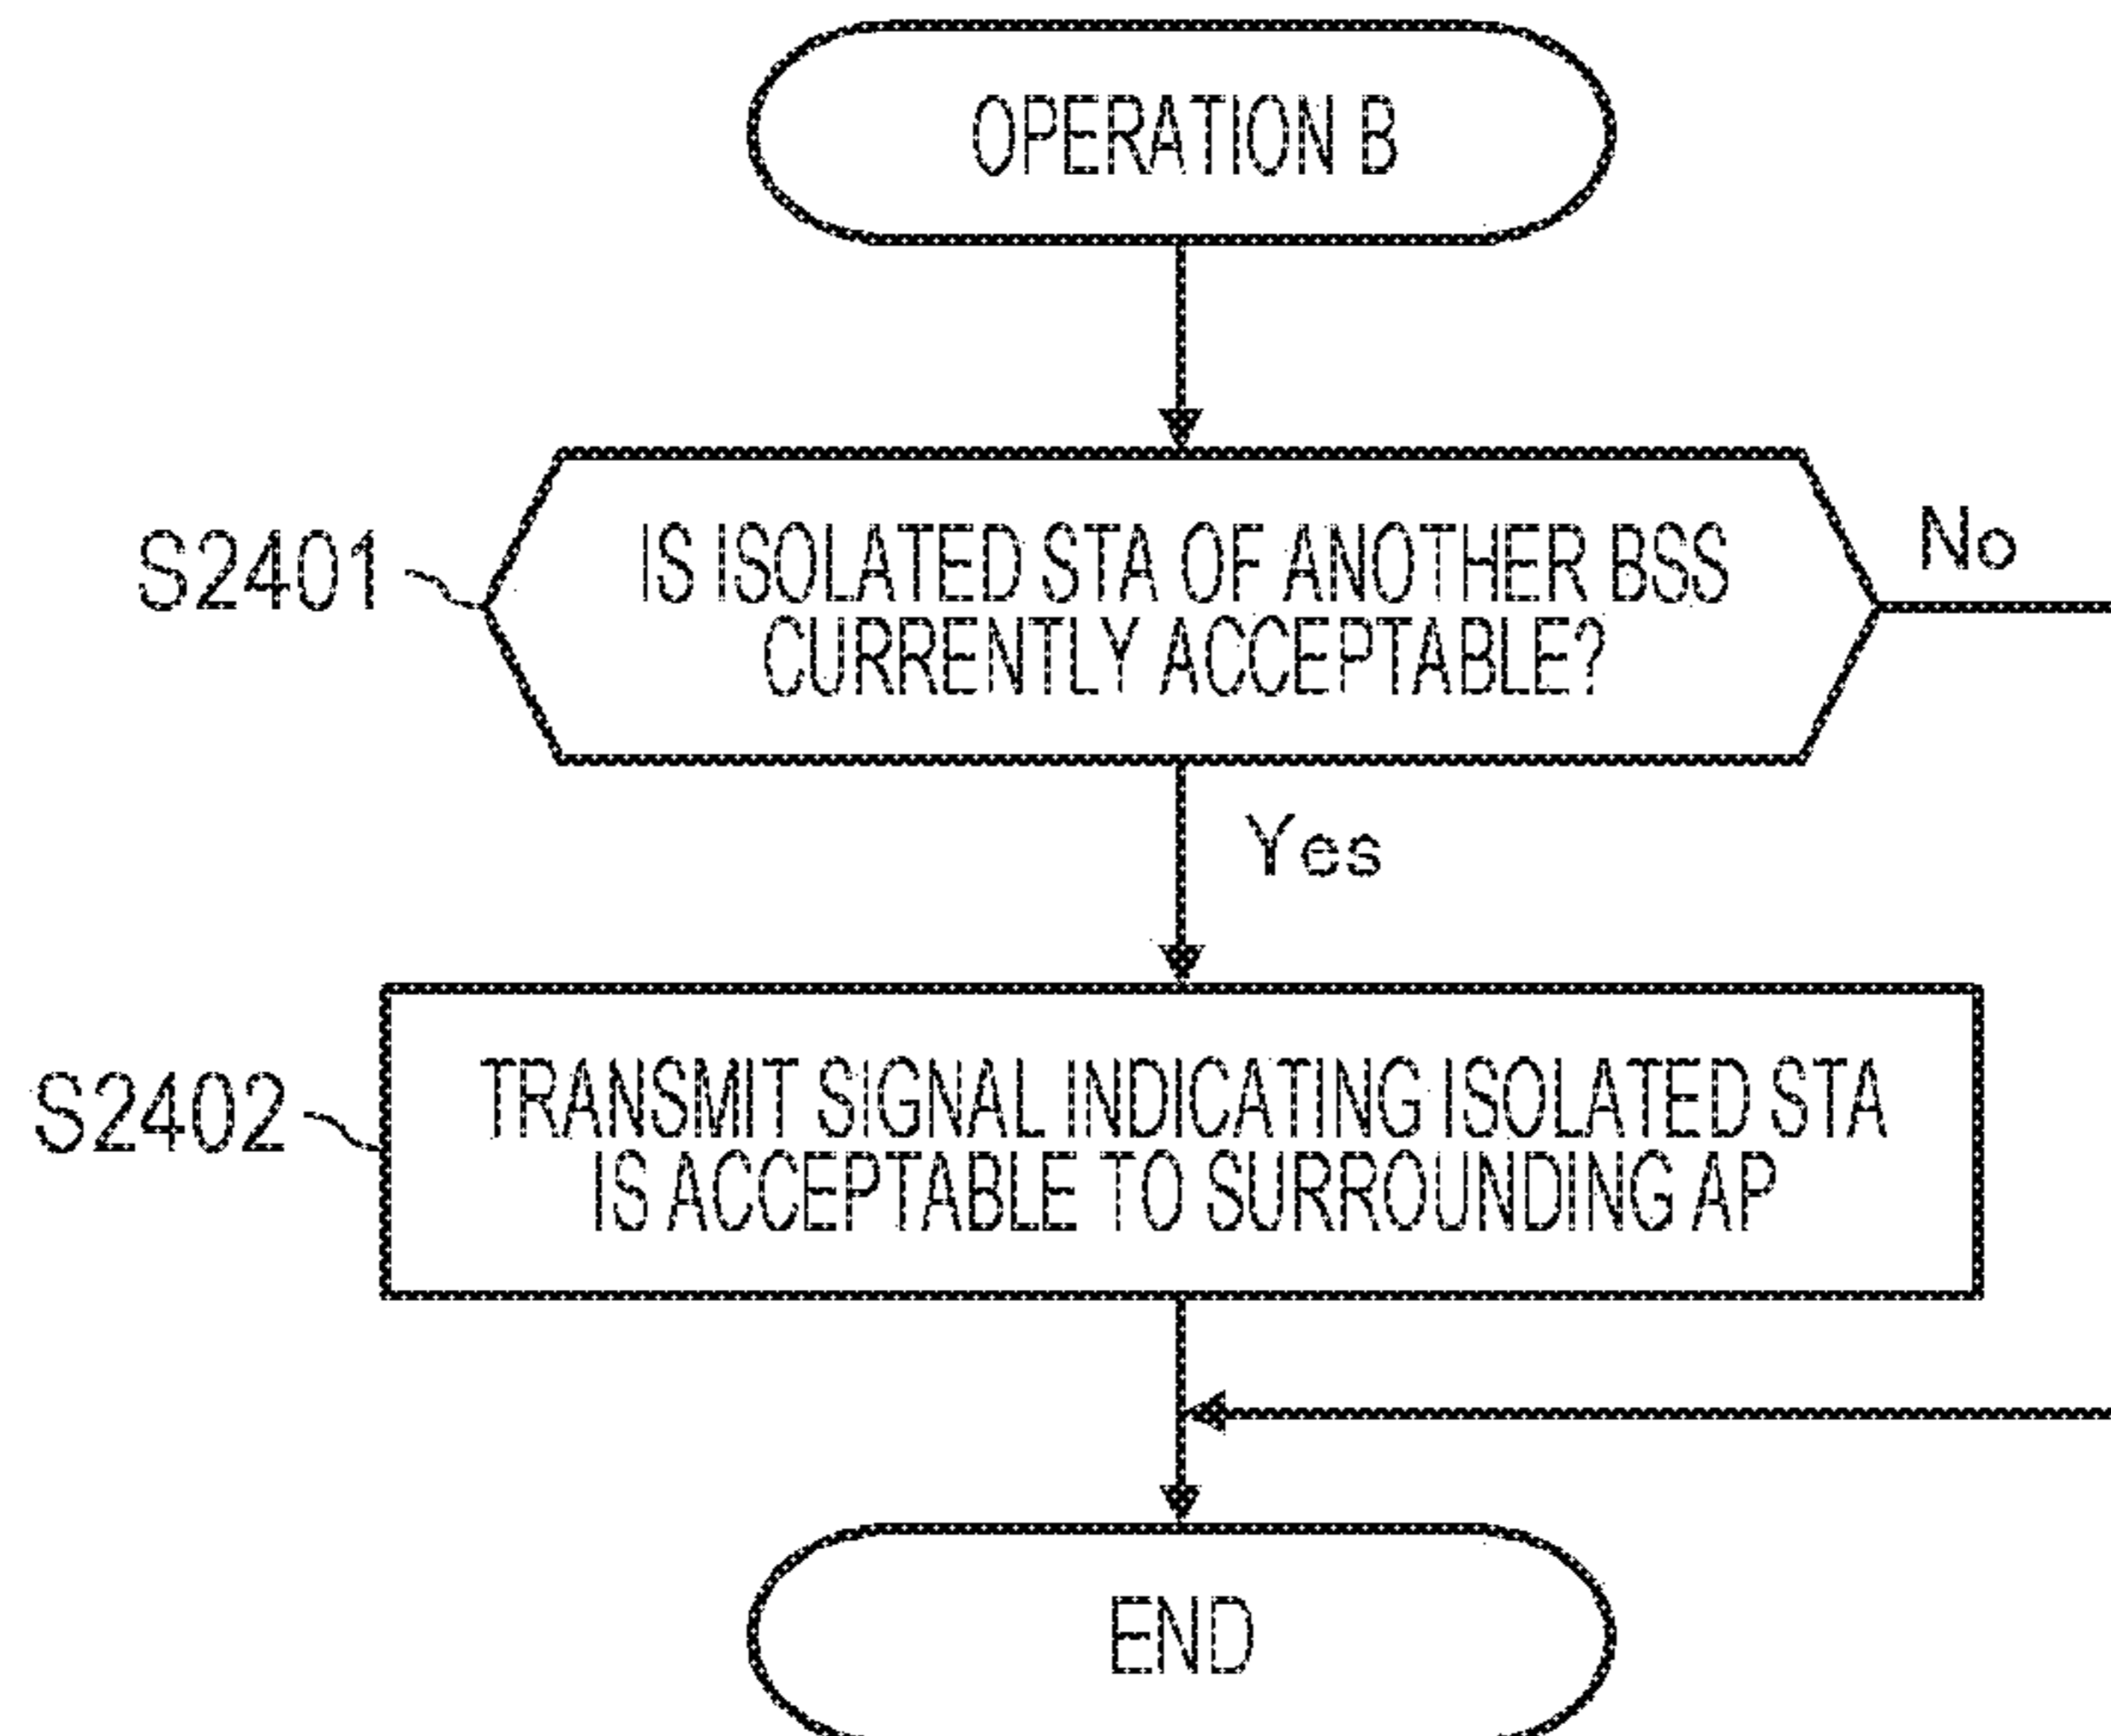 OPERATION B
S2401
IS ISOLATED STA OF ANOTHER BSS
CURRENTLY ACCEPTABLE?
No
Yes
S2402
TRANSMIT SIGNAL INDICATING ISOLATED STA
IS ACCEPTABLE TO SURROUNDING AP
END